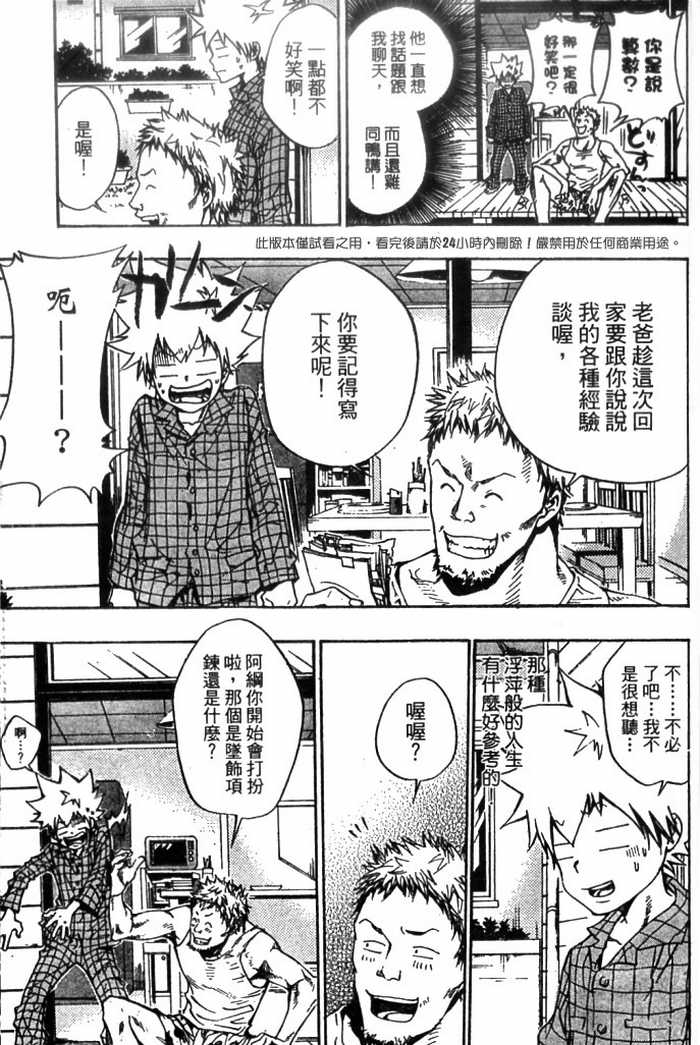 你是說
算數？
那一定很
好笑吧？
どすんっ
他一直想
找話題跟
我聊天，
而且還雞
同鴨講！
一點都不
好笑啊！
是喔！
此版本僅試看之用，看完後請於24小時內刪除！嚴禁用於任何商業用途。
老爸趁這次回
家要跟你說說
我的各種經驗
談喔，
你要記得寫
下來呢！
ガーン
呃———？
不……不必
了吧…我不
是很想聽…
那種
浮萍般的人生
有什麼好參考的！
喔喔？
阿綱你開始會打扮
啦，那個是墜飾項
鍊還是什麼？
啊…？